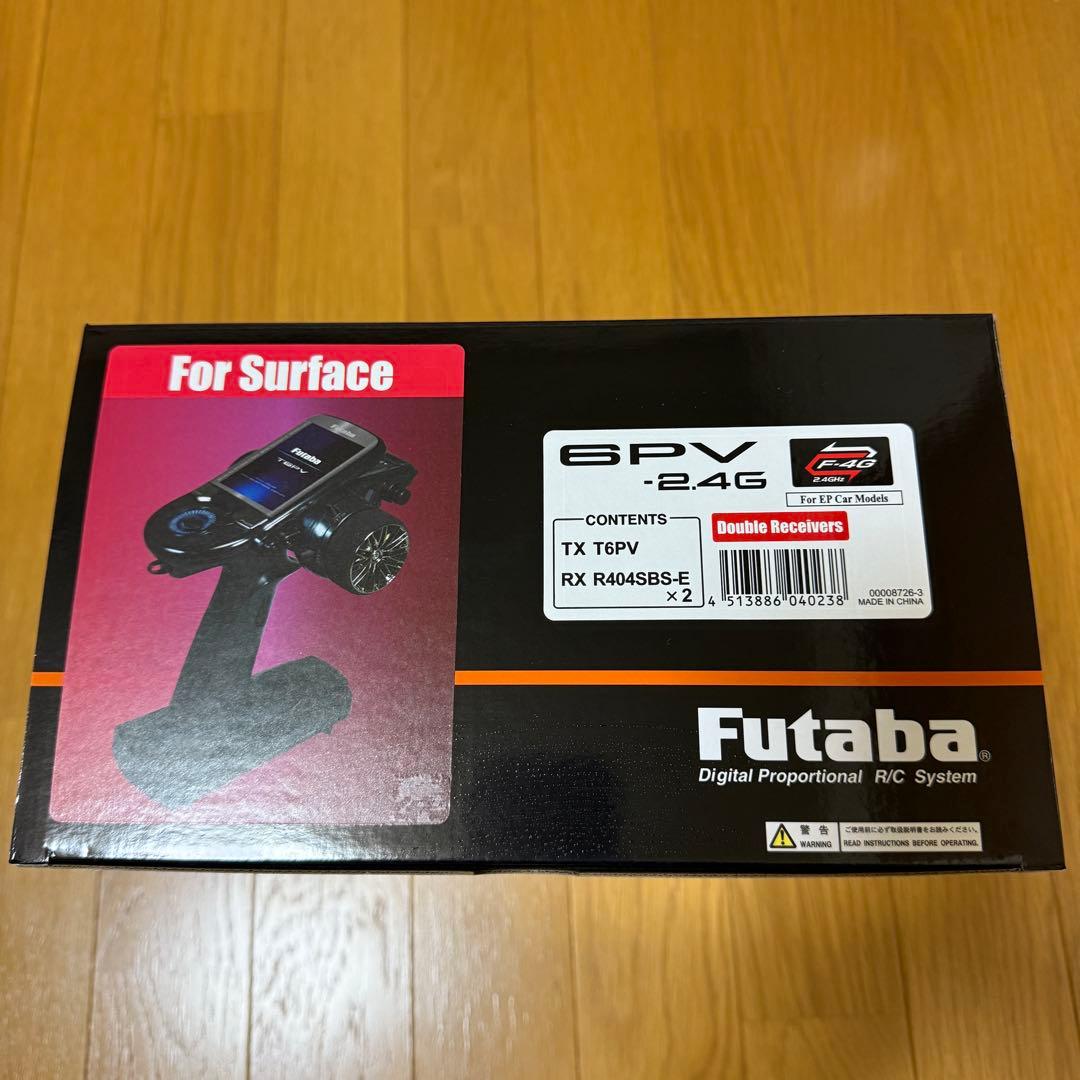 For Surface
Futaba
Futaba
T6PV
6PV
-2.4G
F-4G
2.4GHz
For EP Car Models
CONTENTS
TX T6PV
RX R404SBS-E
×2
Double Receivers
4 513886 040238
00008726-3
MADE IN CHINA
Futaba®
Digital Proportional R/C System
警告
WARNING
ご使用前に必ず取扱説明書をお読みください。
READ INSTRUCTIONS BEFORE OPERATING.